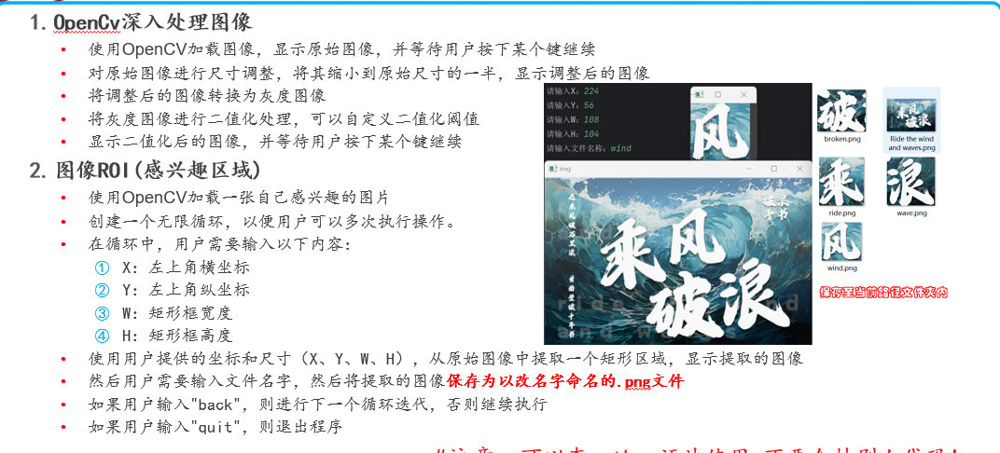 1. OpenCv深入处理图像
• 使用OpenCV加载图像，显示原始图像，并等待用户按下某个键继续
• 对原始图像进行尺寸调整，将其缩小到原始尺寸的一半，显示调整后的图像
• 将调整后的图像转换为灰度图像
• 将灰度图像进行二值化处理，可以自定义二值化阈值
• 显示二值化后的图像，并等待用户按下某个键继续
2. 图像ROI(感兴趣区域)
• 使用OpenCV加载一张自己感兴趣的图片
• 创建一个无限循环，以便用户可以多次执行操作。
• 在循环中，用户需要输入以下内容：
① X：左上角横坐标
② Y：左上角纵坐标
③ W：矩形框宽度
④ H：矩形框高度
• 使用用户提供的坐标和尺寸（X、Y、W、H），从原始图像中提取一个矩形区域，显示提取的图像
• 然后用户需要输入文件名字，然后将提取的图像保存为以改名字命名的.png文件
• 如果用户输入"back"，则进行下一个循环迭代，否则继续执行
• 如果用户输入"quit"，则退出程序
请输入X：224
请输入Y：56
请输入W：108
请输入H：104
请输入文件名称：wind
风
img
乘风
破浪
ride
and
破
broken.png
乘风
破浪
Ride the wind
and waves.png
乘
ride.png
浪
wave.png
风
wind.png
保存至当前路径文件夹内